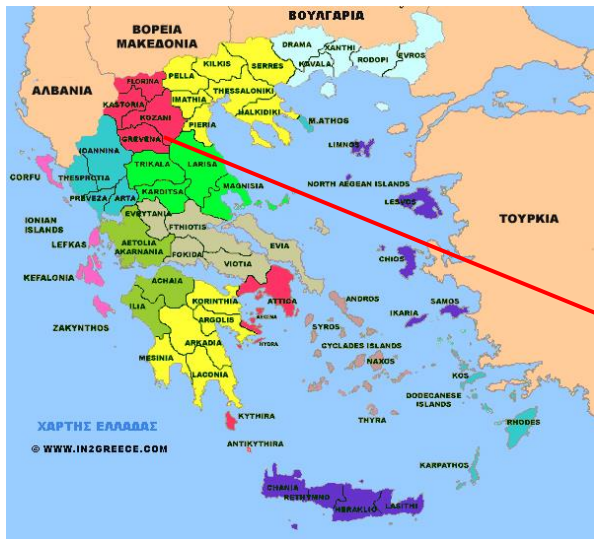 ΒΟΥΛΓΑΡΙΑ
ΒΟΡΕΙΑ
ΜΑΚΕΔΟΝΙΑ
ΑΛΒΑΝΙΑ
DRAMA
XANTHI
EVROS
KAVALA
RODOPI
KILKIS
SERRES
PELLA
FLORINA
THESSALONIKI
IMATHIA
KASTORIA
HALKIDIKI
KOZANI
PIERIA
M.ATHOS
GREVENA
LIMNOS
IOANNINA
TRIKALA
LARISA
CORFU
THESPROTIA
NORTH AEGEAN ISLANDS
MAGNISIA
KARDITSA
PREVEZA
ARTA
LESVOS
EVRYTANIA
ΤΟΥΡΚΙΑ
IONIAN
ISLANDS
FTHIOTIS
LEFKAS
AETOLIA
AKARNANIA
EVIA
FOKIDA
VIOTIA
CHIOS
KEFALONIA
ACHAIA
KORINTHIA
ATTICA
ANDROS
SAMOS
ILIA
ARGOLIS
ATHENA
IKARIA
ZAKYNTHOS
SYROS
ARKADIA
HYDRA
CYCLADES ISLANDS
MESINIA
NAXOS
LACONIA
KOS
DODECANESE
ISLANDS
KYTHIRA
THYRA
RHODES
ΧΑΡΤΗΣ ΕΛΛΑΔΑΣ
ANTIKYTHIRA
© WWW.IN2GREECE.COM
KARPATHOS
CHANIA
RETHYMNO
HERAKLIO
LASITHI